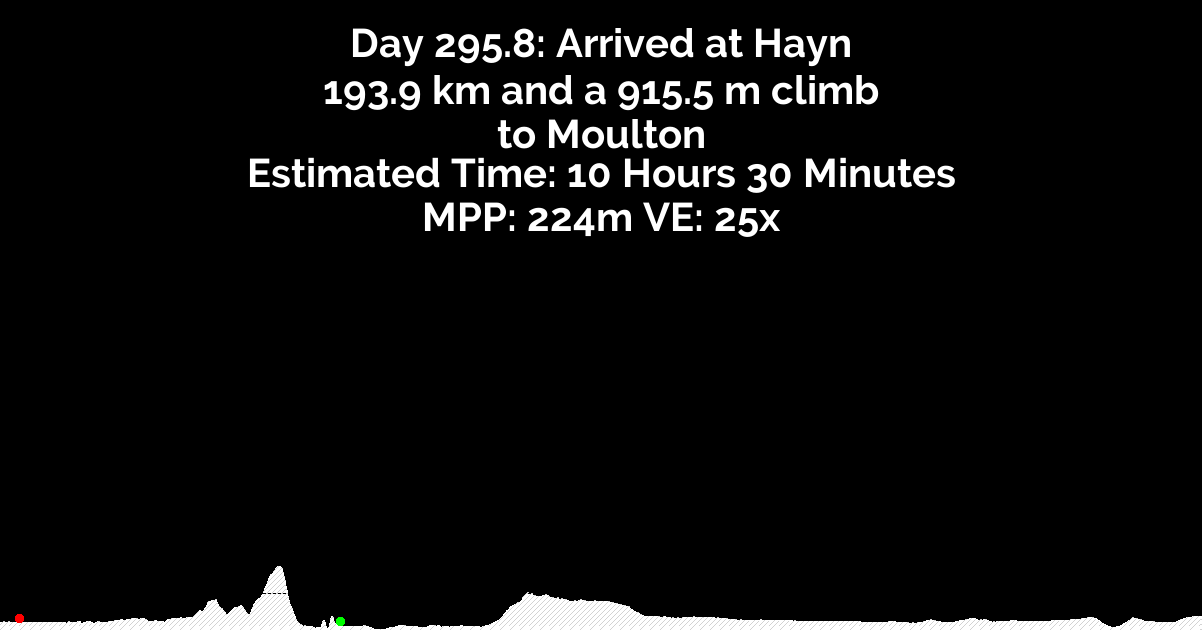 Day 295.8: Arrived at Hayn
193.9 km and a 915.5 m climb
to Moulton
Estimated Time: 10 Hours 30 Minutes
MPP: 224m VE: 25x